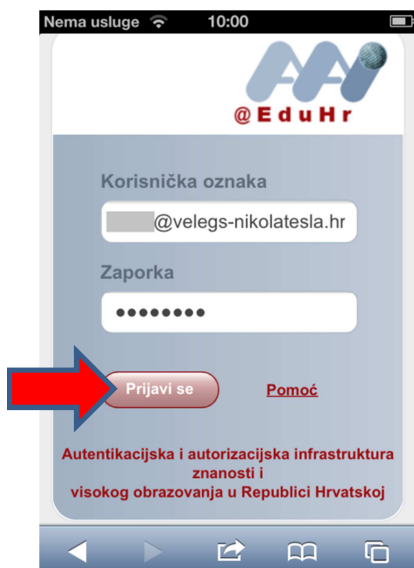 Nema usluge 10:00
AAI
@EduHr
Korisnička oznaka
@velegs-nikolatesla.hr
Zaporka
••••••••
Prijavi se Pomoć
Autentikacijska i autorizacijska infrastruktura
znanosti i
visokog obrazovanja u Republici Hrvatskoj